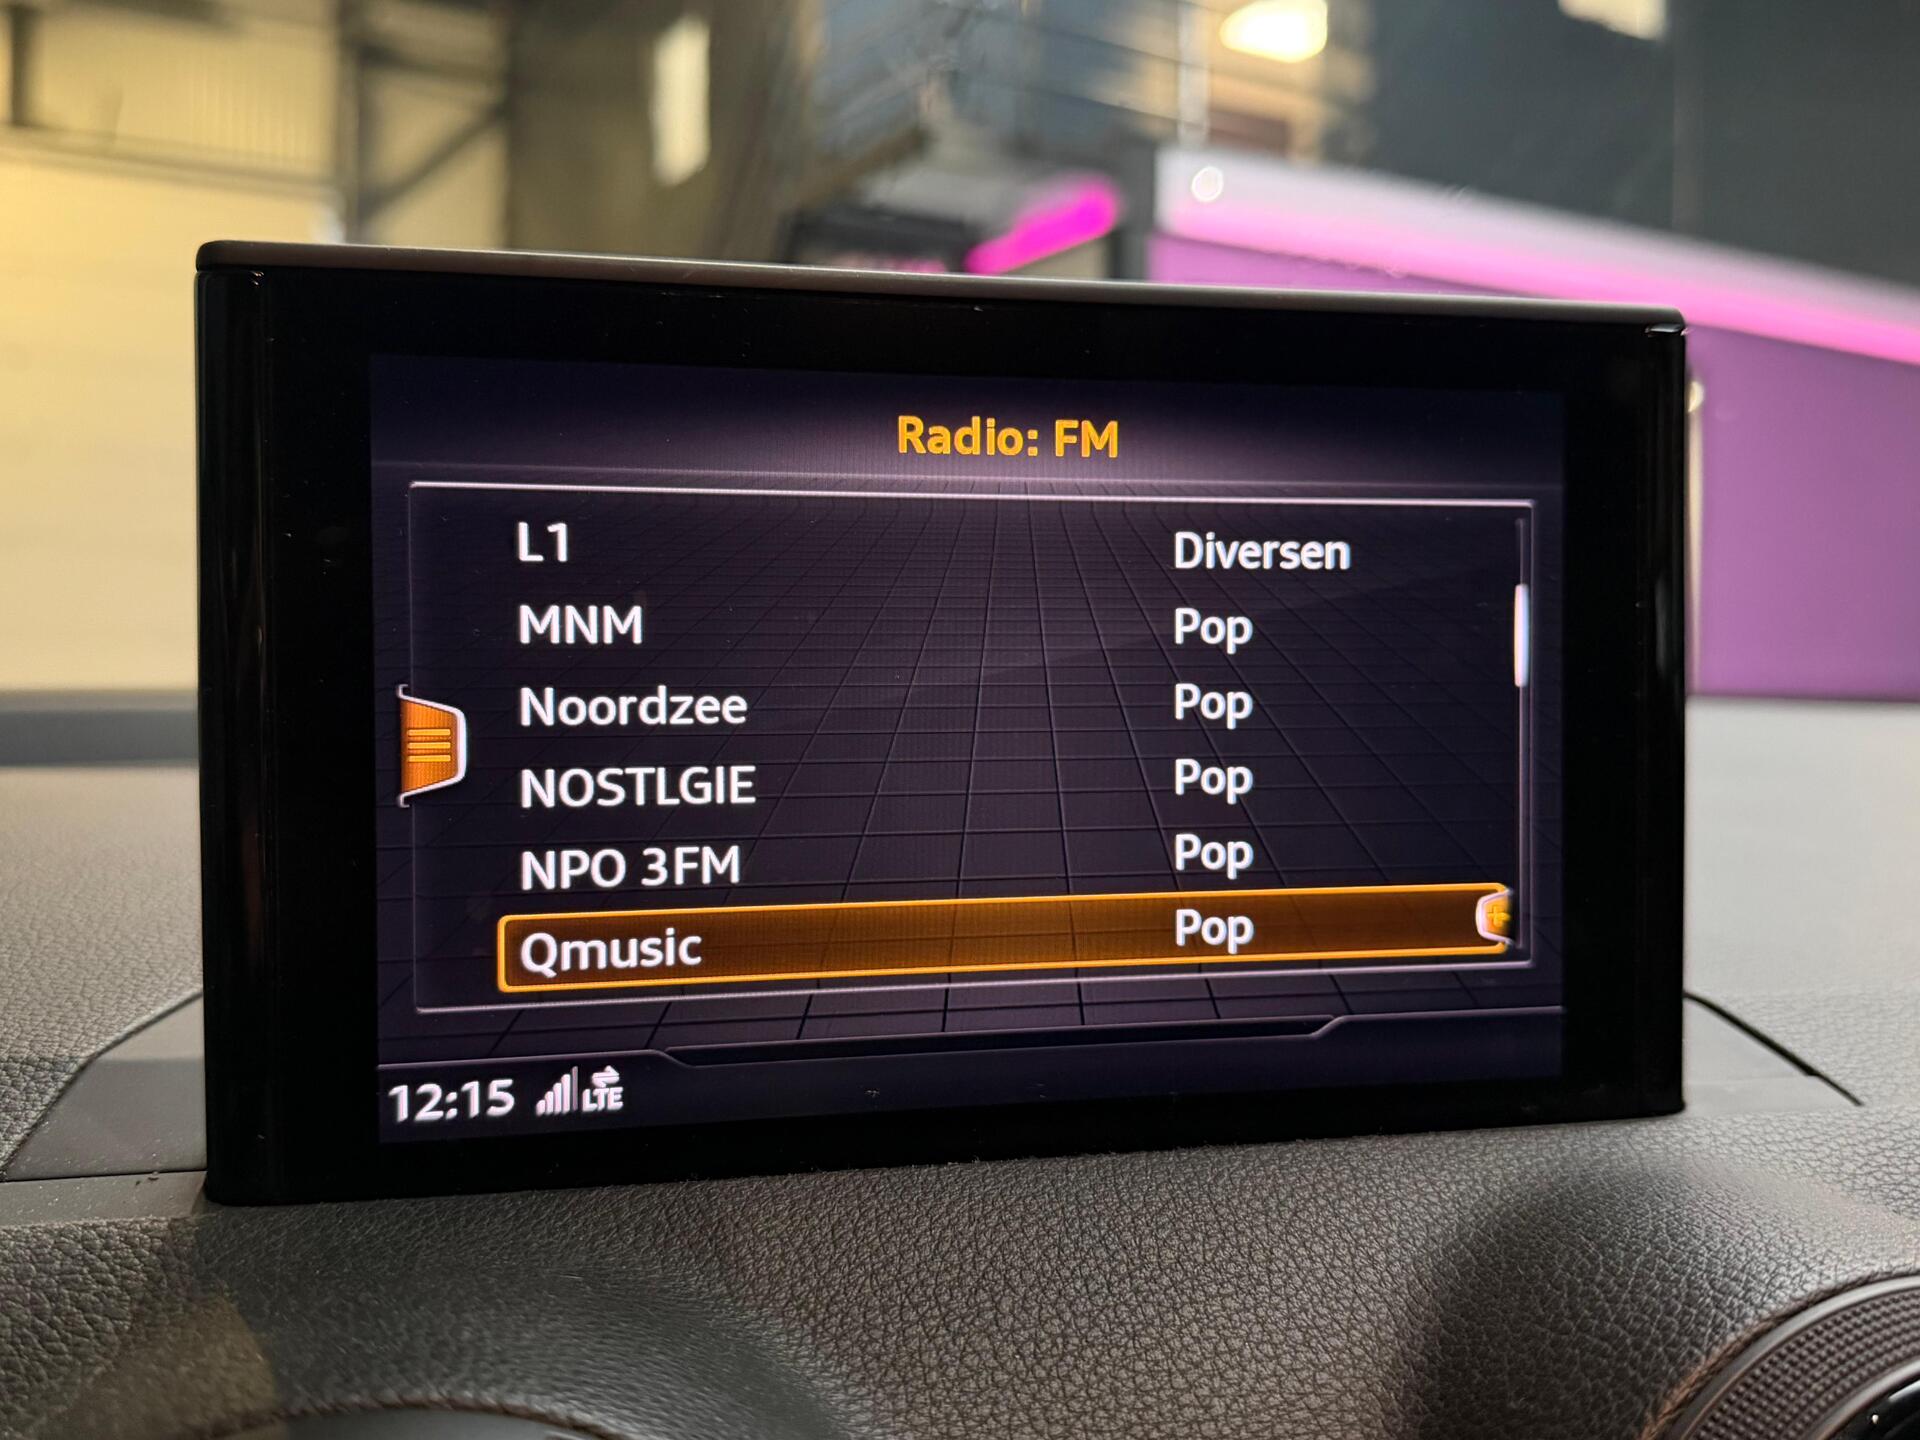 Radio: FM
L1 Diversen
MNM Pop
Noordzee Pop
NOSTLGIE Pop
NPO 3FM Pop
Qmusic Pop
12:15 LTE